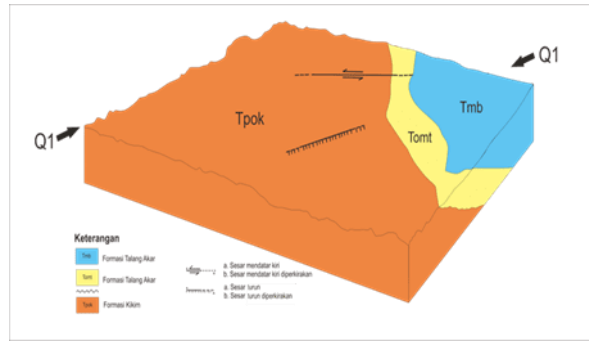 Q1
Tmb
Tpok
Tomt
Q1
Keterangan
Tmb Formasi Talang Akar
Tomt Formasi Talang Akar
Tpok Formasi Kikim
a. Sesar mendatar kiri
b. Sesar mendatar kiri diperkirakan
a. Sesar turun
b. Sesar turun diperkirakan